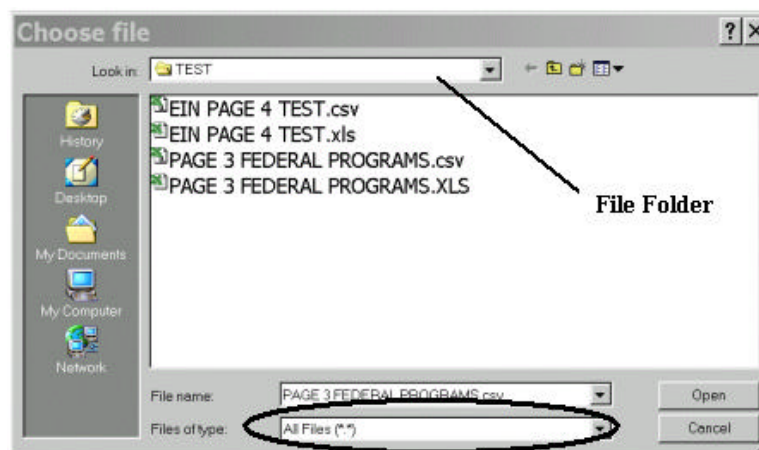 Choose file
Look in: TEST
History
Desktop
My Documents
My Computer
Network
EIN PAGE 4 TEST.csv
EIN PAGE 4 TEST.xls
PAGE 3 FEDERAL PROGRAMS.csv
PAGE 3 FEDERAL PROGRAMS.XLS
File Folder
File name: PAGE 3 FEDERAL PROGRAMS.csv Open
Files of type: All Files (*.*) Cancel